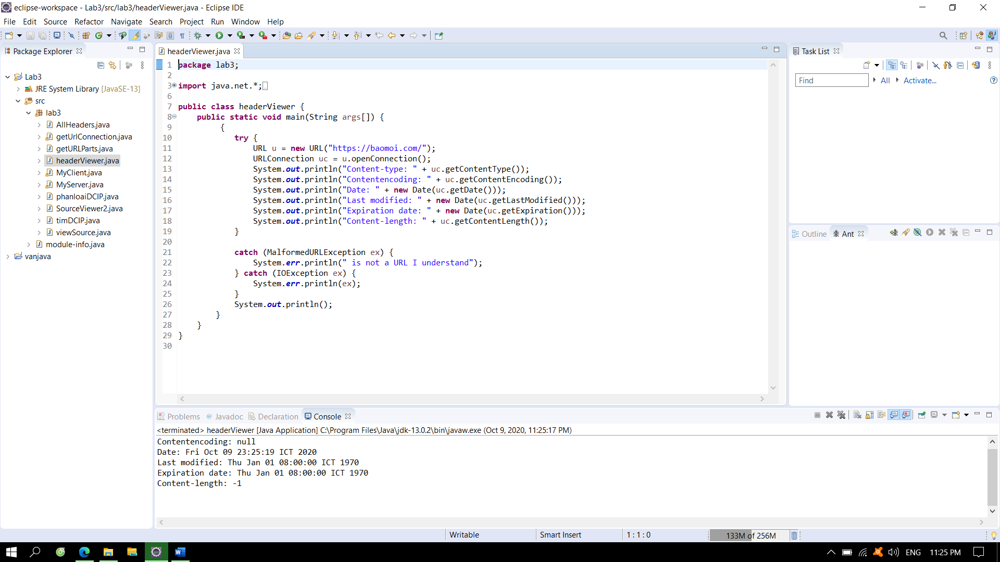 eclipse-workspace - Lab3/src/lab3/headerViewer.java - Eclipse IDE
File Edit Source Refactor Navigate Search Project Run Window Help
Package Explorer
Lab3
JRE System Library [JavaSE-13]
src
lab3
AllHeaders.java
getUrlConnection.java
getURLParts.java
headerViewer.java
MyClient.java
MyServer.java
phanloaiDCIP.java
SourceViewer2.java
timDCIP.java
viewSource.java
module-info.java
vanjava
headerViewer.java
1 package lab3;
2
3 import java.net.*;
6
7 public class headerViewer {
8 public static void main(String args[]) {
9 {
10 try {
11 URL u = new URL("https://baomoi.com/");
12 URLConnection uc = u.openConnection();
13 System.out.println("Content-type: " + uc.getContentType());
14 System.out.println("Contentencoding: " + uc.getContentEncoding());
15 System.out.println("Date: " + new Date(uc.getDate()));
16 System.out.println("Last modified: " + new Date(uc.getLastModified()));
17 System.out.println("Expiration date: " + new Date(uc.getExpiration()));
18 System.out.println("Content-length: " + uc.getContentLength());
19 }
20
21 catch (MalformedURLException ex) {
22 System.err.println(" is not a URL I understand");
23 } catch (IOException ex) {
24 System.err.println(ex);
25 }
26 System.out.println();
27 }
28 }
29 }
30
Task List
Find All Activate...
Outline Ant
Problems Javadoc Declaration Console
<terminated> headerViewer [Java Application] C:\Program Files\Java\jdk-13.0.2\bin\javaw.exe (Oct 9, 2020, 11:25:17 PM)
Contentencoding: null
Date: Fri Oct 09 23:25:19 ICT 2020
Last modified: Thu Jan 01 08:00:00 ICT 1970
Expiration date: Thu Jan 01 08:00:00 ICT 1970
Content-length: -1
Writable Smart Insert 1 : 1 : 0 133M of 256M
ENG 11:25 PM